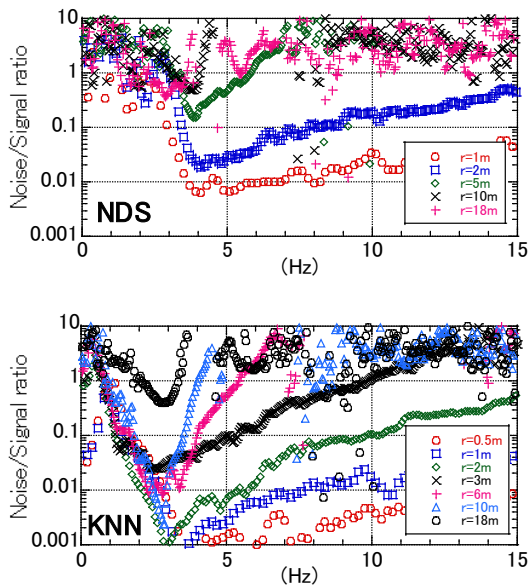 Noise/Signal ratio
10
1
0.1
0.01
0.001
NDS
r=1m
r=2m
r=5m
r=10m
r=18m
0 5 10 15
(Hz)
Noise/Signal ratio
10
1
0.1
0.01
0.001
KNN
r=0.5m
r=1m
r=2m
r=3m
r=6m
r=10m
r=18m
0 5 10 15
(Hz)